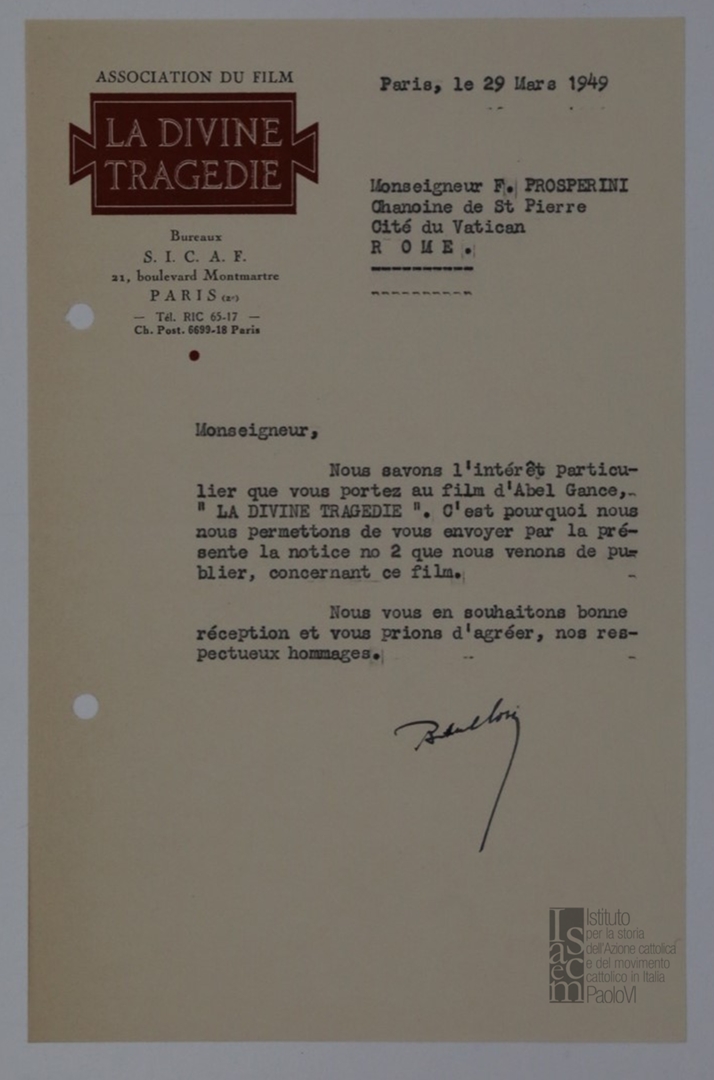 ASSOCIATION DU FILM
LA DIVINE
TRAGEDIE
Bureaux
S. I. C. A. F.
21, boulevard Montmartre
PARIS (2e)
— Tél. RIC 65-17 —
Ch. Post. 6699-18 Paris
Paris, le 29 Mars 1949
Monseigneur F. PROSPERINI
Chanoine de St Pierre
Cité du Vatican
R O M E .
Monseigneur,
Nous savons l'intérêt particu-
lier que vous portez au film d'Abel Gance,
" LA DIVINE TRAGEDIE ". C'est pourquoi nous
nous permettons de vous envoyer par la pré-
sente la notice no 2 que nous venons de pu-
blier, concernant ce film.
Nous vous en souhaitons bonne
réception et vous prions d'agréer, nos res-
pectueux hommages.
Isacem
Istituto
per la storia
dell'Azione cattolica
e del movimento
cattolico in Italia
PaoloVI